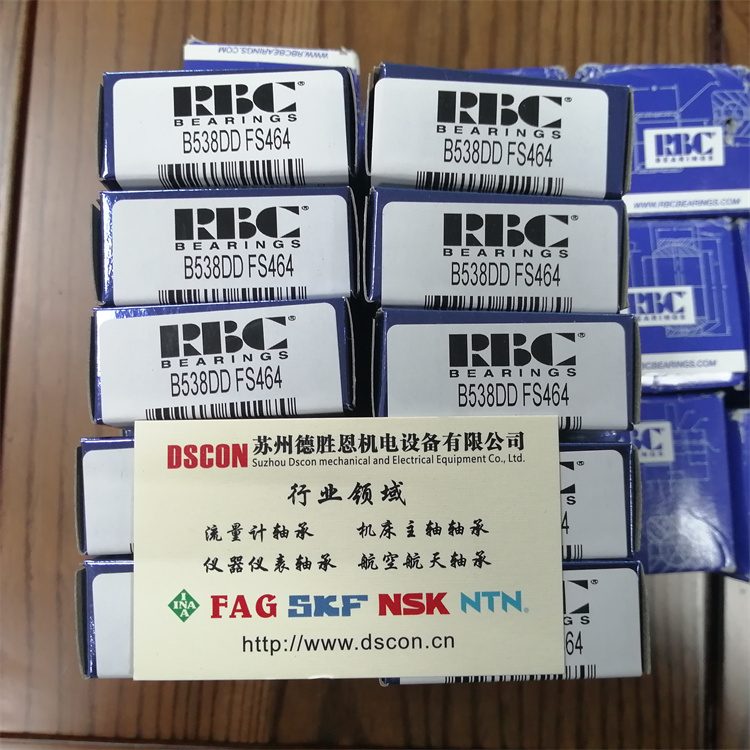 WWW.RBCBEARINGS.COM
RBC®
BEARINGS
B538DD FS464
RBC®
BEARINGS
B538DD FS464
RBC
BEARINGS
WWW.RBCBEARINGS.COM
RBC®
BEARINGS
B538DD FS464
RBC®
BEARINGS
B538DD FS464
RBC
BEARINGS
RBCBEARINGS.COM
RBC®
BEARINGS
B538DD FS464
RBC®
BEARINGS
B538DD FS464
DSCON 苏州德胜恩机电设备有限公司
Suzhou Dscon mechanical and Electrical Equipment Co., Ltd.
行业领域
流量计轴承 机床主轴轴承
仪器仪表轴承 航空航天轴承
INA FAG SKF NSK NTN®
http://www.dscon.cn